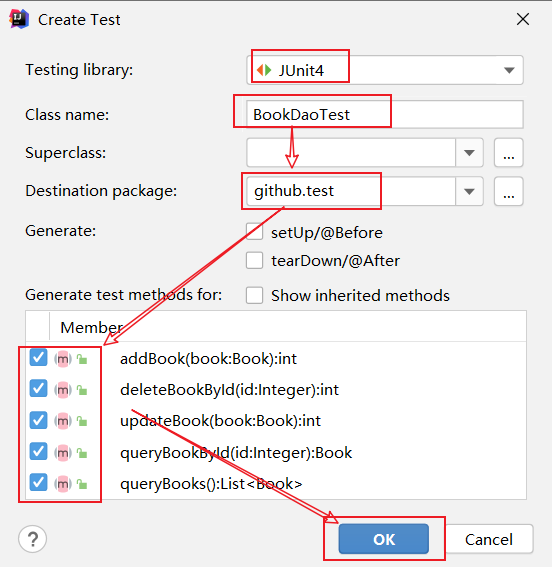 Create Test
Testing library: JUnit4
Class name: BookDaoTest
Superclass: ...
Destination package: github.test ...
Generate: setUp/@Before
tearDown/@After
Generate test methods for: Show inherited methods
Member
m addBook(book:Book):int
m deleteBookById(id:Integer):int
m updateBook(book:Book):int
m queryBookById(id:Integer):Book
m queryBooks():List<Book>
? OK Cancel